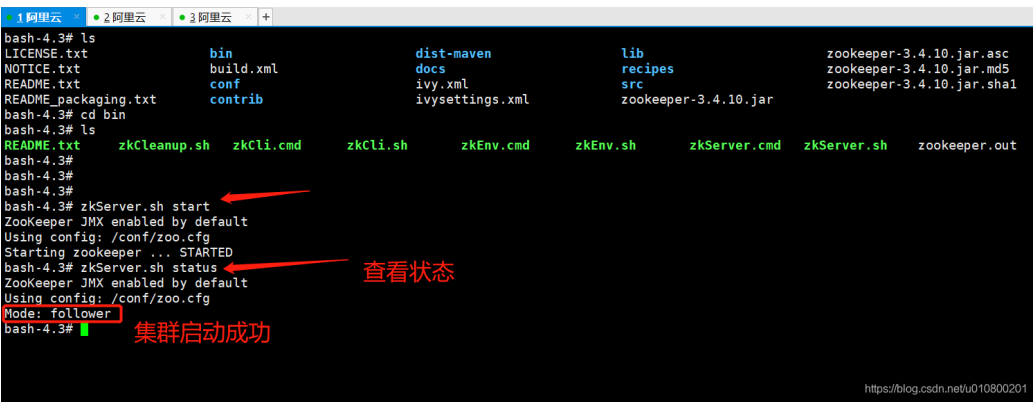 1 阿里云 × 2 阿里云 × 3 阿里云 × +
bash-4.3# ls
LICENSE.txt bin dist-maven lib zookeeper-3.4.10.jar.asc
NOTICE.txt build.xml docs recipes zookeeper-3.4.10.jar.md5
README.txt conf ivy.xml src zookeeper-3.4.10.jar.sha1
README_packaging.txt contrib ivysettings.xml zookeeper-3.4.10.jar
bash-4.3# cd bin
bash-4.3# ls
README.txt zkCleanup.sh zkCli.cmd zkCli.sh zkEnv.cmd zkEnv.sh zkServer.cmd zkServer.sh zookeeper.out
bash-4.3#
bash-4.3#
bash-4.3#
bash-4.3# zkServer.sh start
ZooKeeper JMX enabled by default
Using config: /conf/zoo.cfg
Starting zookeeper ... STARTED
bash-4.3# zkServer.sh status
查看状态
ZooKeeper JMX enabled by default
Using config: /conf/zoo.cfg
Mode: follower
bash-4.3#
集群启动成功
https://blog.csdn.net/u010800201